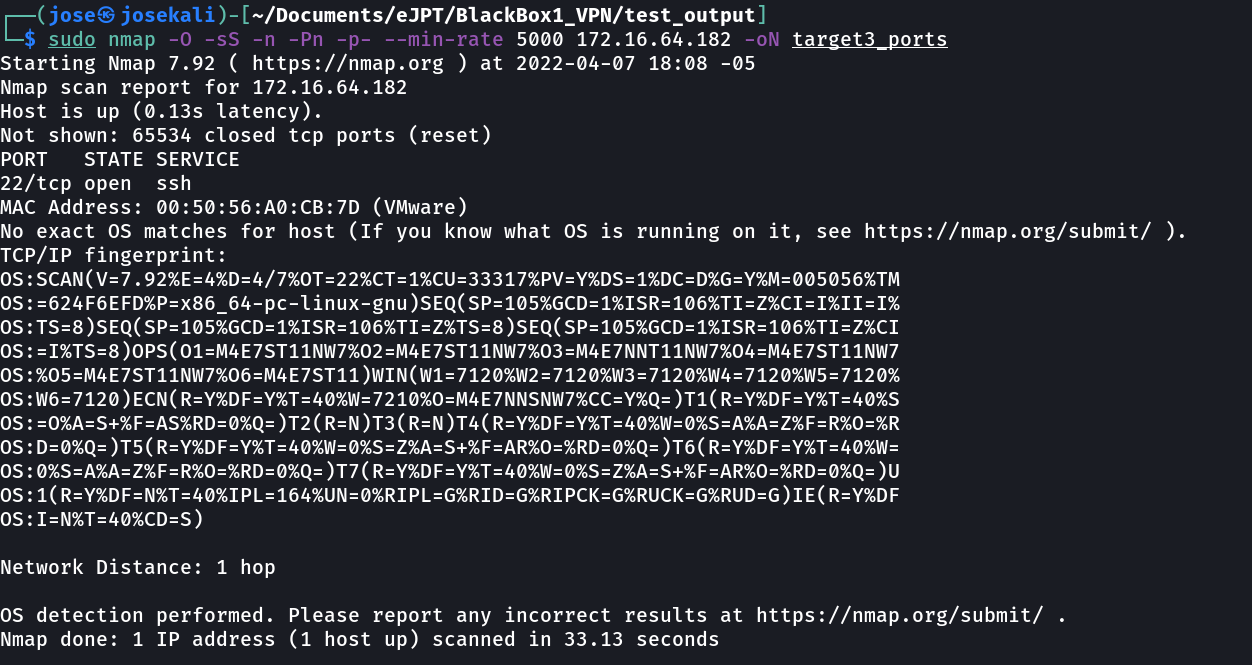 ┌──(jose㉿josekali)-[~/Documents/eJPT/BlackBox1_VPN/test_output]
└─$ sudo nmap -O -sS -n -Pn -p- --min-rate 5000 172.16.64.182 -oN target3_ports
Starting Nmap 7.92 ( https://nmap.org ) at 2022-04-07 18:08 -05
Nmap scan report for 172.16.64.182
Host is up (0.13s latency).
Not shown: 65534 closed tcp ports (reset)
PORT   STATE SERVICE
22/tcp open  ssh
MAC Address: 00:50:56:A0:CB:7D (VMware)
No exact OS matches for host (If you know what OS is running on it, see https://nmap.org/submit/ ).
TCP/IP fingerprint:
OS:SCAN(V=7.92%E=4%D=4/7%OT=22%CT=1%CU=33317%PV=Y%DS=1%DC=D%G=Y%M=005056%TM
OS:=624F6EFD%P=x86_64-pc-linux-gnu)SEQ(SP=105%GCD=1%ISR=106%TI=Z%CI=I%II=I%
OS:TS=8)SEQ(SP=105%GCD=1%ISR=106%TI=Z%TS=8)SEQ(SP=105%GCD=1%ISR=106%TI=Z%CI
OS:=I%TS=8)OPS(O1=M4E7ST11NW7%O2=M4E7ST11NW7%O3=M4E7NNT11NW7%O4=M4E7ST11NW7
OS:%O5=M4E7ST11NW7%O6=M4E7ST11)WIN(W1=7120%W2=7120%W3=7120%W4=7120%W5=7120%
OS:W6=7120)ECN(R=Y%DF=Y%T=40%W=7210%O=M4E7NNSNW7%CC=Y%Q=)T1(R=Y%DF=Y%T=40%S
OS:=O%A=S+%F=AS%RD=0%Q=)T2(R=N)T3(R=N)T4(R=Y%DF=Y%T=40%W=0%S=A%A=Z%F=R%O=%R
OS:D=0%Q=)T5(R=Y%DF=Y%T=40%W=0%S=Z%A=S+%F=AR%O=%RD=0%Q=)T6(R=Y%DF=Y%T=40%W=
OS:0%S=A%A=Z%F=R%O=%RD=0%Q=)T7(R=Y%DF=Y%T=40%W=0%S=Z%A=S+%F=AR%O=%RD=0%Q=)U
OS:1(R=Y%DF=N%T=40%IPL=164%UN=0%RIPL=G%RID=G%RIPCK=G%RUCK=G%RUD=G)IE(R=Y%DF
OS:I=N%T=40%CD=S)
Network Distance: 1 hop
OS detection performed. Please report any incorrect results at https://nmap.org/submit/ .
Nmap done: 1 IP address (1 host up) scanned in 33.13 seconds